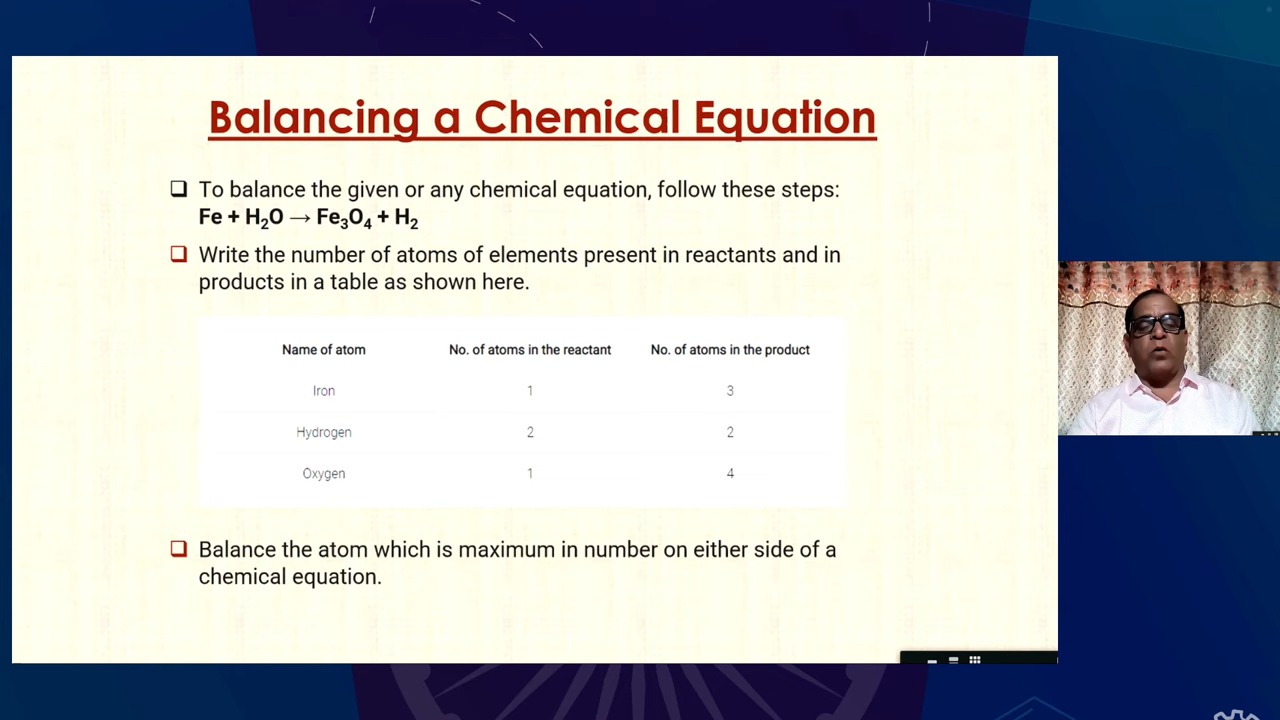 Balancing a Chemical Equation
❑ To balance the given or any chemical equation, follow these steps:
Fe + H₂O → Fe₃O₄ + H₂
❑ Write the number of atoms of elements present in reactants and in
products in a table as shown here.
Name of atom No. of atoms in the reactant No. of atoms in the product
Iron 1 3
Hydrogen 2 2
Oxygen 1 4
❑ Balance the atom which is maximum in number on either side of a
chemical equation.